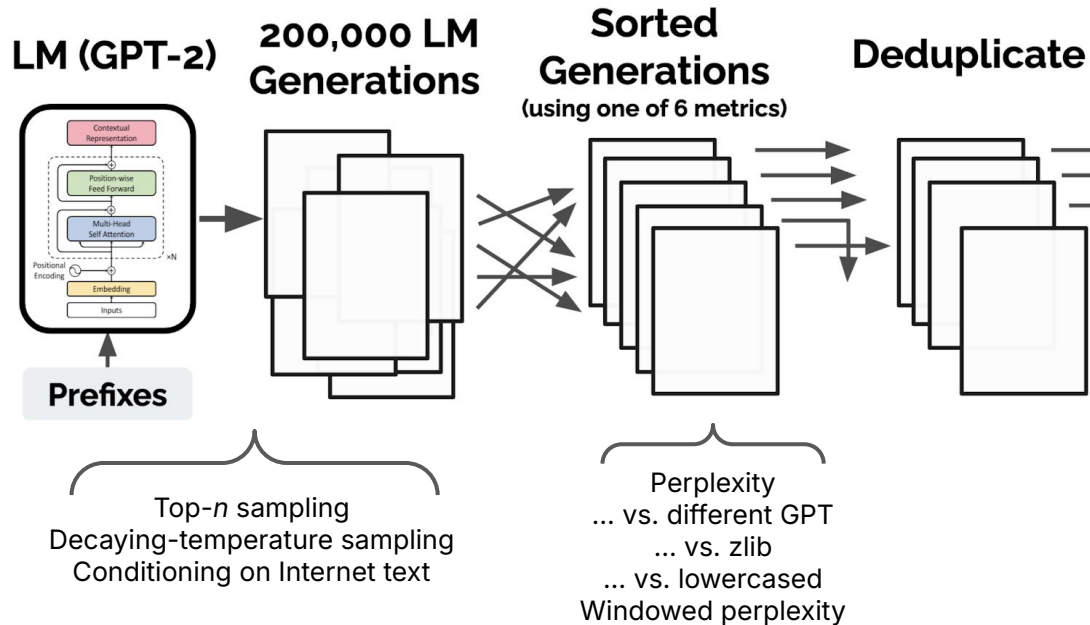 LM (GPT-2)
200,000 LM
Generations
Sorted
Generations
(using one of 6 metrics)
Deduplicate
Contextual
Representation
Position-wise
Feed Forward
Multi-Head
Self Attention
×N
Positional
Encoding
Embedding
Inputs
Prefixes
Top-n sampling
Decaying-temperature sampling
Conditioning on Internet text
Perplexity
... vs. different GPT
... vs. zlib
... vs. lowercased
Windowed perplexity